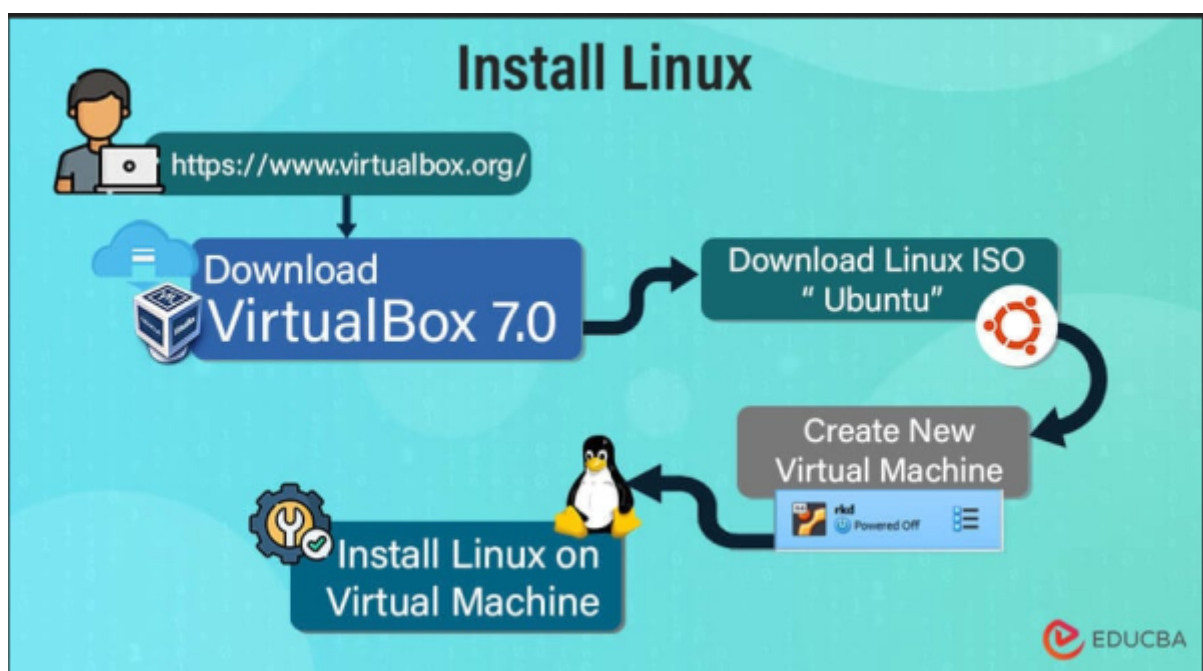 Install Linux
https://www.virtualbox.org/
Download
VirtualBox 7.0
Download Linux ISO
“ Ubuntu”
Create New
Virtual Machine
rkd
Powered Off
Install Linux on
Virtual Machine
EDUCBA